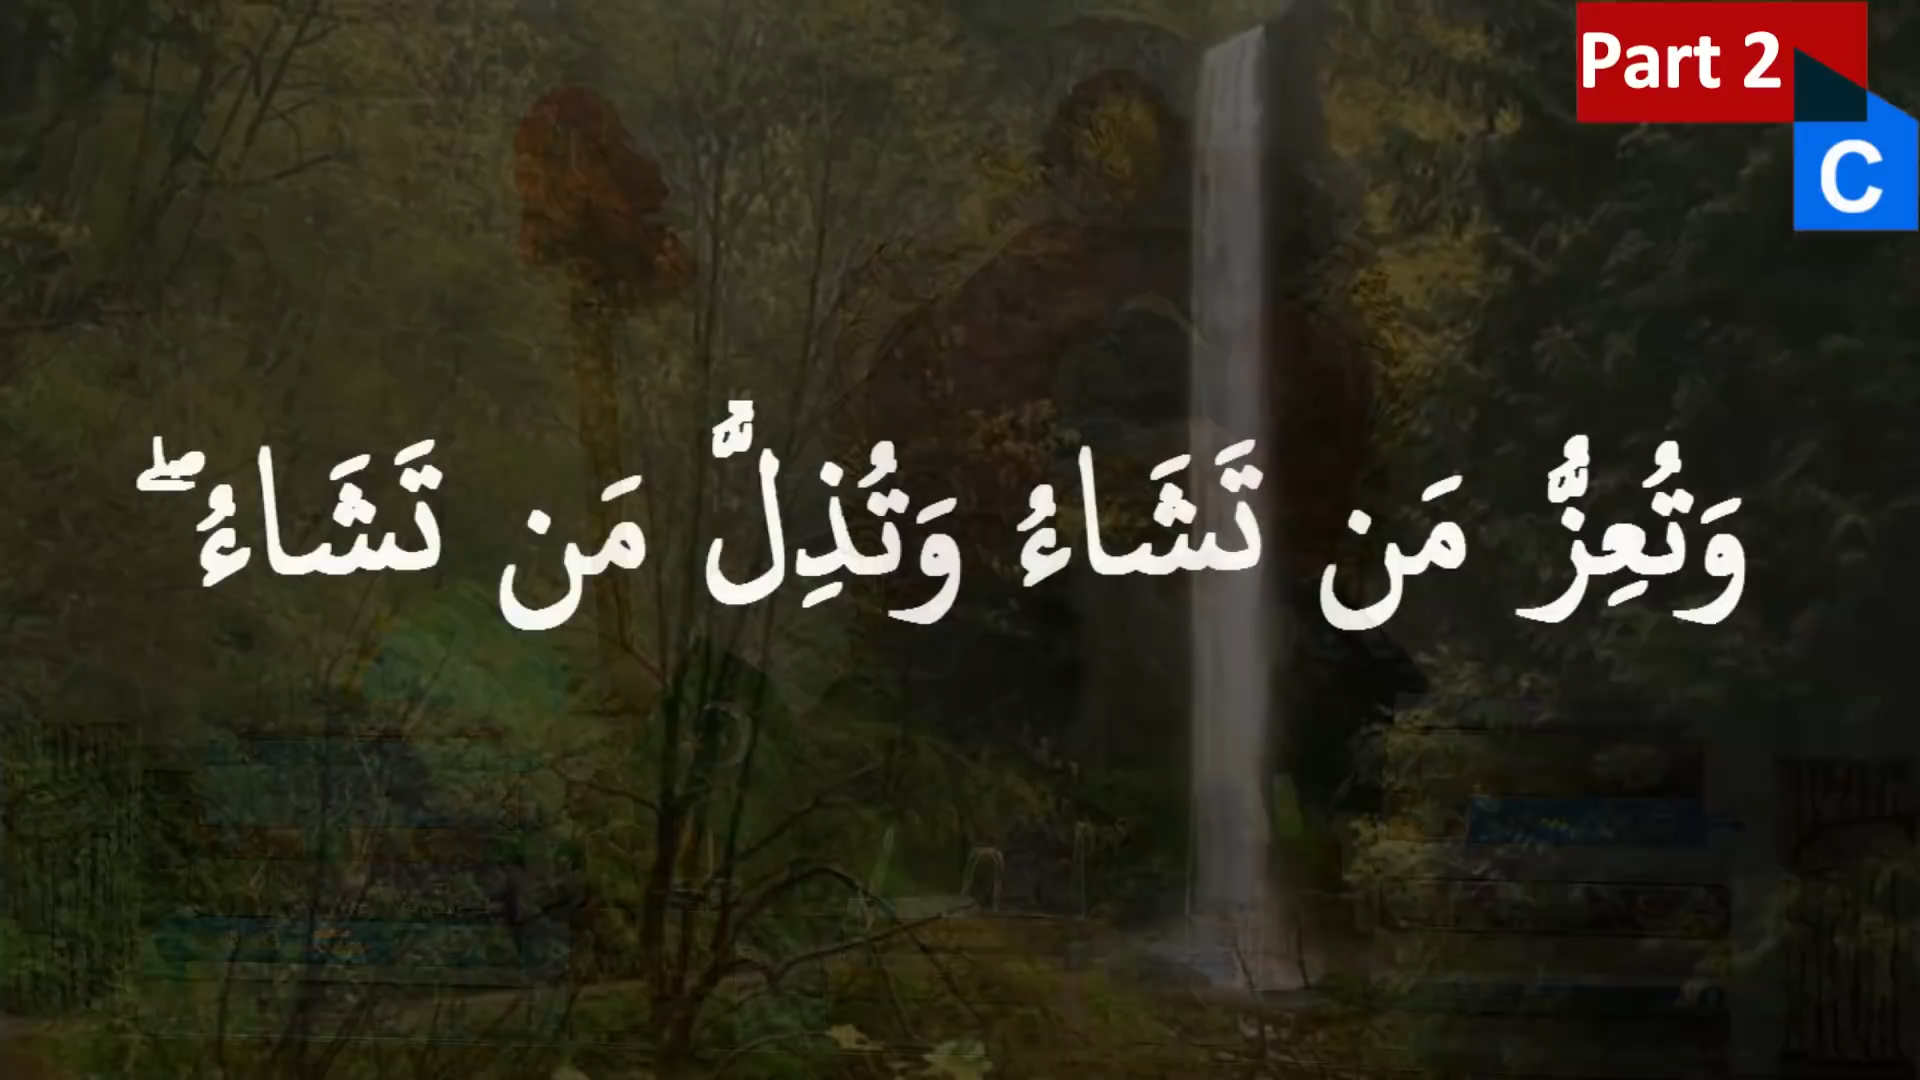 Part 2
C
وَتُعِزُّ مَن تَشَاءُ وَتُذِلُّ مَن تَشَاءُ ۖ